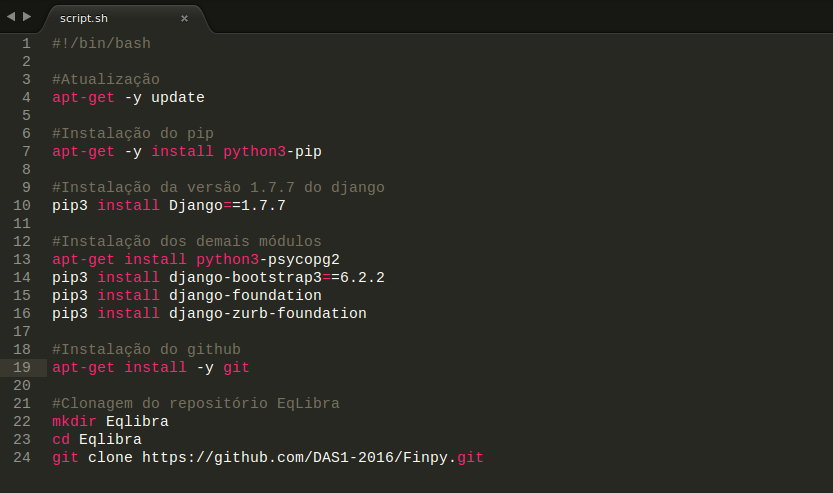 script.sh ×
1 #!/bin/bash
2
3 #Atualização
4 apt-get -y update
5
6 #Instalação do pip
7 apt-get -y install python3-pip
8
9 #Instalação da versão 1.7.7 do django
10 pip3 install Django==1.7.7
11
12 #Instalação dos demais módulos
13 apt-get install python3-psycopg2
14 pip3 install django-bootstrap3==6.2.2
15 pip3 install django-foundation
16 pip3 install django-zurb-foundation
17
18 #Instalação do github
19 apt-get install -y git
20
21 #Clonagem do repositório EqLibra
22 mkdir Eqlibra
23 cd Eqlibra
24 git clone https://github.com/DAS1-2016/Finpy.git